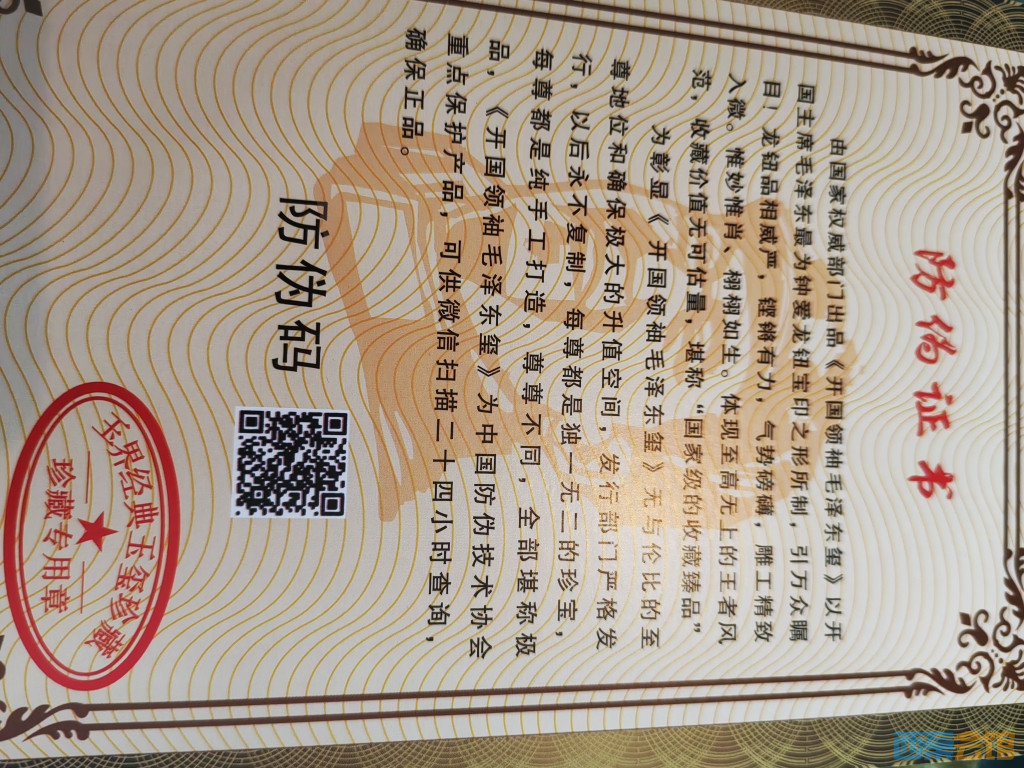 防伪证书
由国家权威部门出品《开国领袖毛泽东玺》以开
国主席毛泽东最为钟爱龙钮宝印之形所制，引万众瞩
目！龙钮品相威严，铿锵有力，气势磅礴，雕工精致
入微。惟妙惟肖、栩栩如生。体现至高无上的王者风
范，收藏价值无可估量，堪称“国家级的收藏臻品”
为彰显《开国领袖毛泽东玺》无与伦比的至
尊地位和确保极大的升值空间，发行部门严格发
行，以后永不复制，每尊都是独一无二的珍宝，
每尊都是纯手工打造，尊尊不同，全部堪称极
品，《开国领袖毛泽东玺》为中国防伪技术协会
重点保护产品，可供微信扫描二十四小时查询，
确保正品。
防伪码
世界经典玉玺珍藏
珍藏专用章